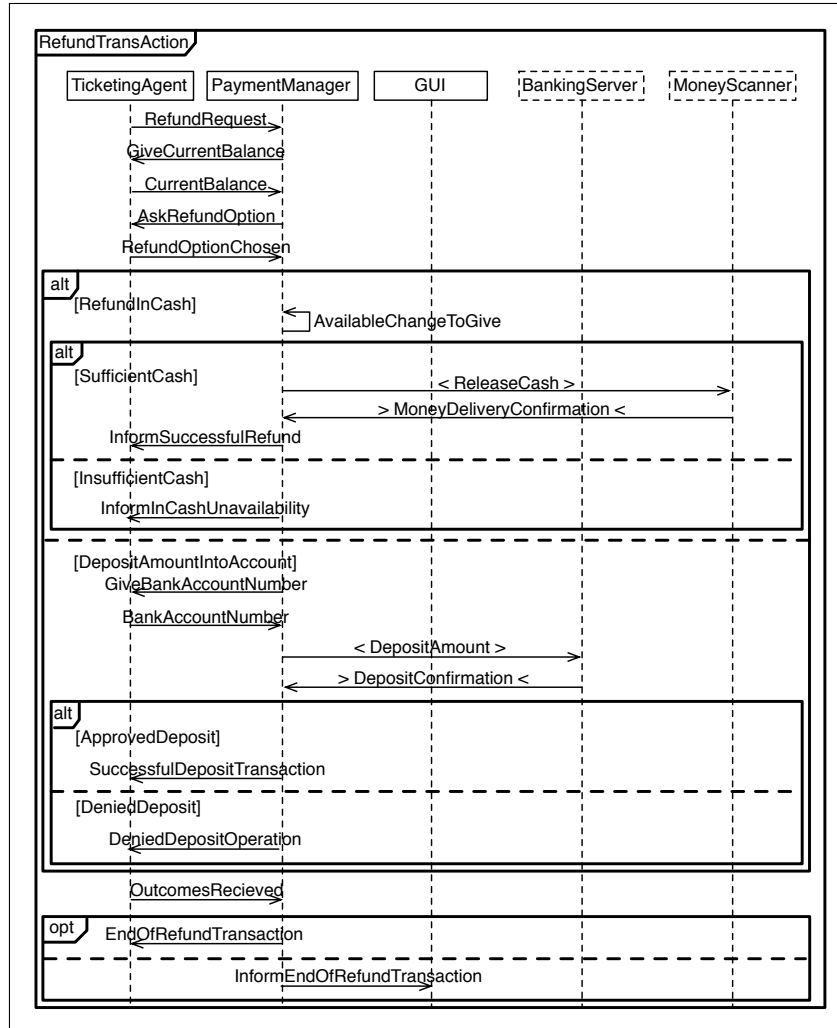 RefundTransAction
TicketingAgent PaymentManager GUI BankingServer MoneyScanner
RefundRequest
GiveCurrentBalance
CurrentBalance
AskRefundOption
RefundOptionChosen
alt
[RefundInCash]
AvailableChangeToGive
alt
[SufficientCash]
< ReleaseCash >
> MoneyDeliveryConfirmation <
InformSuccessfulRefund
[InsufficientCash]
InformInCashUnavailability
[DepositAmountIntoAccount]
GiveBankAccountNumber
BankAccountNumber
< DepositAmount >
> DepositConfirmation <
alt
[ApprovedDeposit]
SuccessfulDepositTransaction
[DeniedDeposit]
DeniedDepositOperation
OutcomesRecieved
opt
EndOfRefundTransaction
InformEndOfRefundTransaction